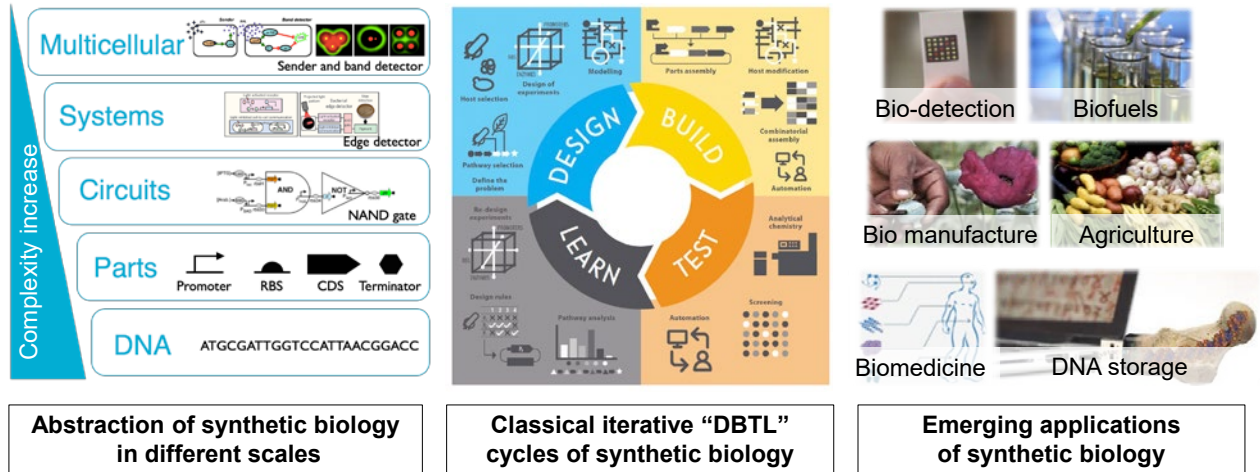 Complexity increase
Multicellular
Sender
Band detector
Sender and band detector
Systems
Edge detector
Circuits
AND
NOT
NAND gate
Parts
Promoter
RBS
CDS
Terminator
DNA
ATGCGATTGGTCCATTAACGGACC
Abstraction of synthetic biology
in different scales
Host selection
Design of
experiments
Modelling
Pathway selection
Define the
problem
DESIGN
Parts assembly
Host modification
Combinatorial
assembly
Automation
BUILD
Re-design
experiments
Design rules
Pathway analysis
LEARN
Analytical
chemistry
Screening
Automation
TEST
Classical iterative “DBTL”
cycles of synthetic biology
Bio-detection
Biofuels
Bio manufacture
Agriculture
Biomedicine
DNA storage
Emerging applications
of synthetic biology